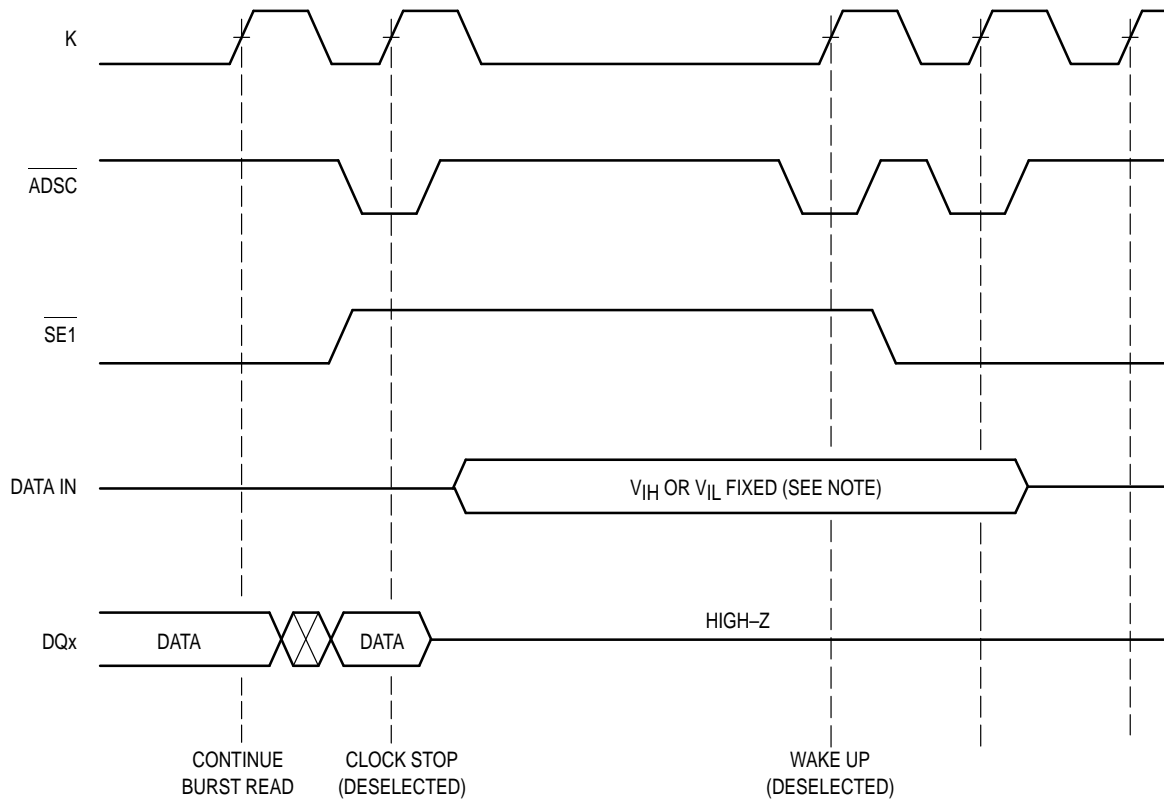 K
ADSC
SE1
DATA IN
VIH OR VIL FIXED (SEE NOTE)
DQx
DATA
DATA
HIGH–Z
CONTINUE
BURST READ
CLOCK STOP
(DESELECTED)
WAKE UP
(DESELECTED)